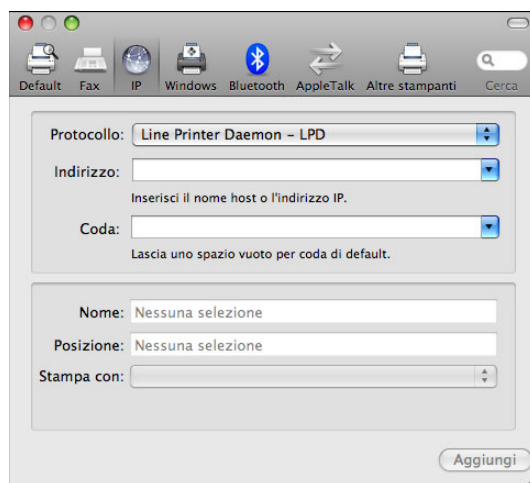 Default Fax IP Windows Bluetooth AppleTalk Altre stampanti Cerca
Protocollo: Line Printer Daemon – LPD
Indirizzo:
Inserisci il nome host o l'indirizzo IP.
Coda:
Lascia uno spazio vuoto per coda di default.
Nome: Nessuna selezione
Posizione: Nessuna selezione
Stampa con:
Aggiungi